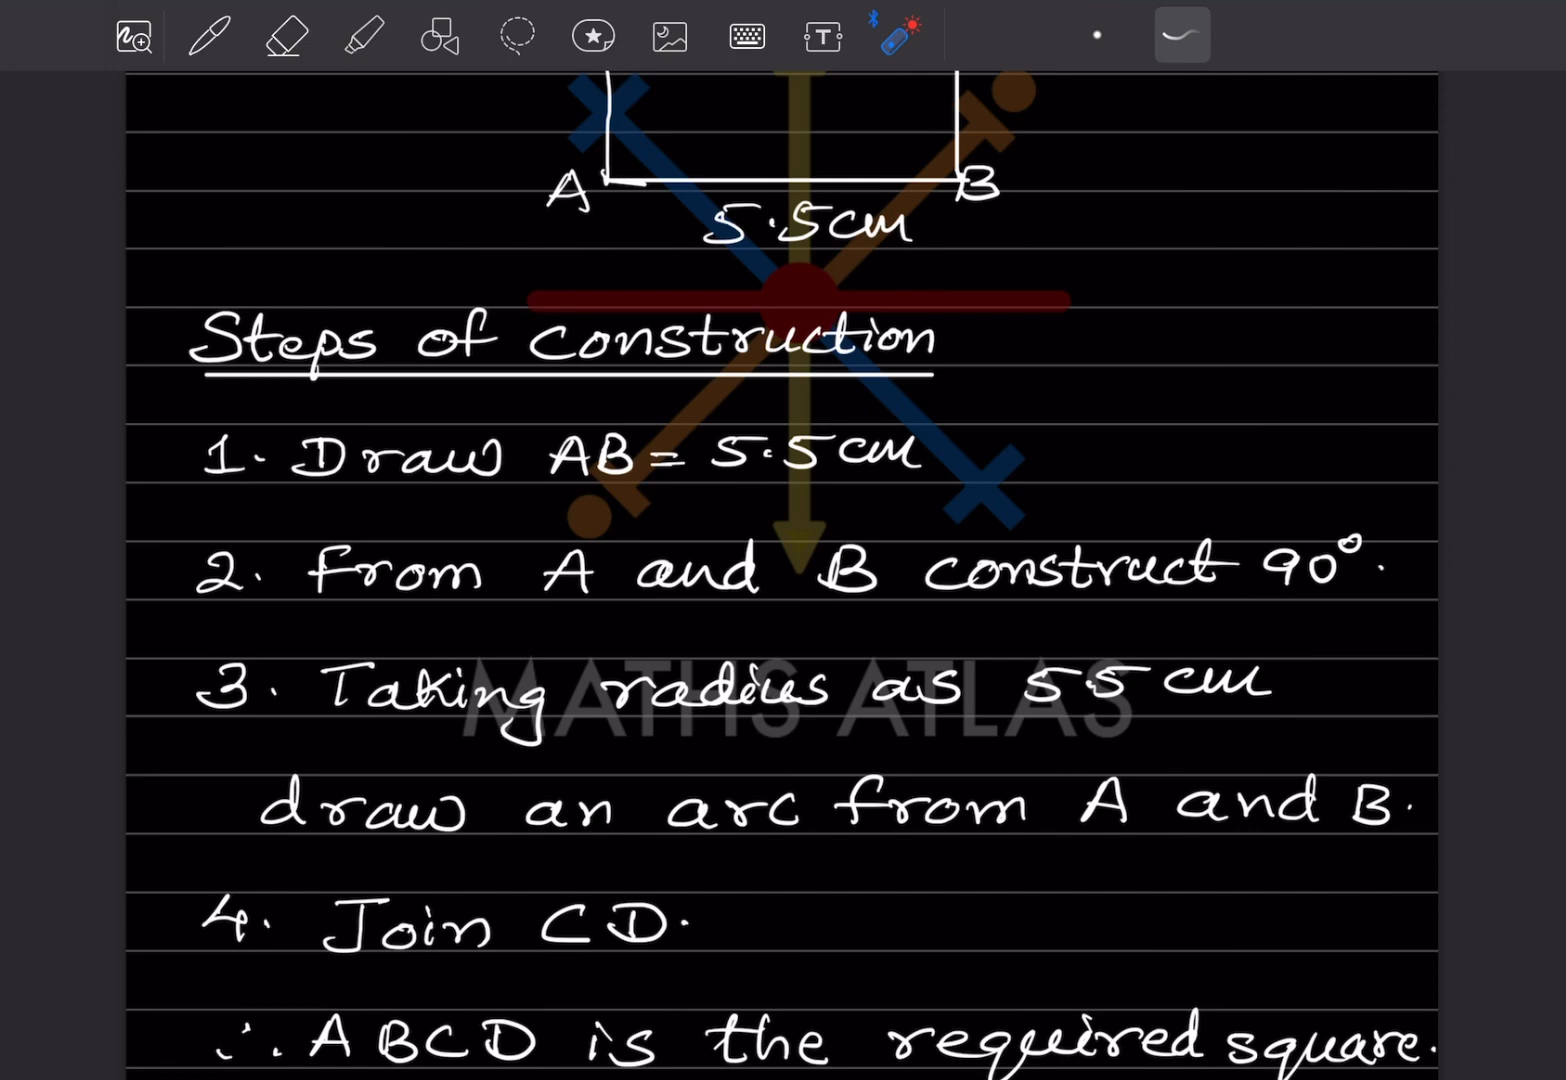 A B
5.5cm
Steps of construction
1. Draw AB = 5.5cm
2. from A and B construct 90°.
3. Taking radius as 5.5 cm
MATHS ATLAS
draw an arc from A and B.
4. Join CD.
∴ ABCD is the required square.